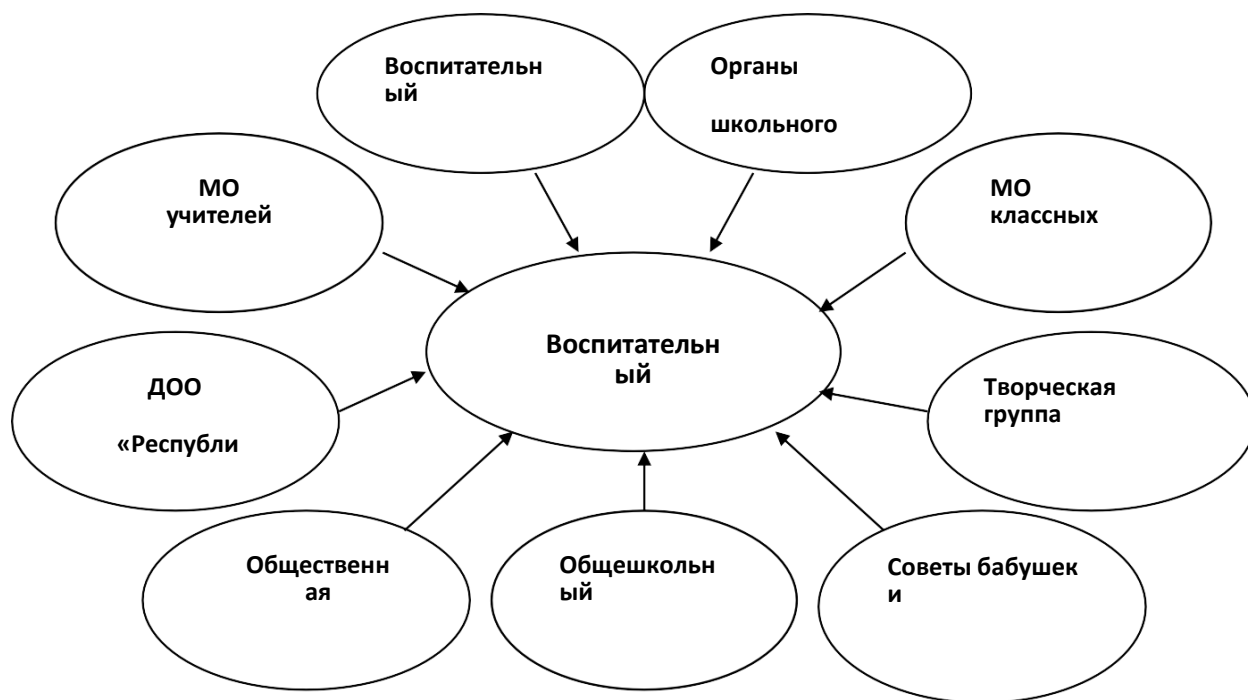 Воспитательн
ый
Органы
школьного
МО
учителей
МО
классных
Воспитательн
ый
ДОО
«Республи
Творческая
группа
Общественн
ая
Общешкольн
ый
Советы бабушек
и